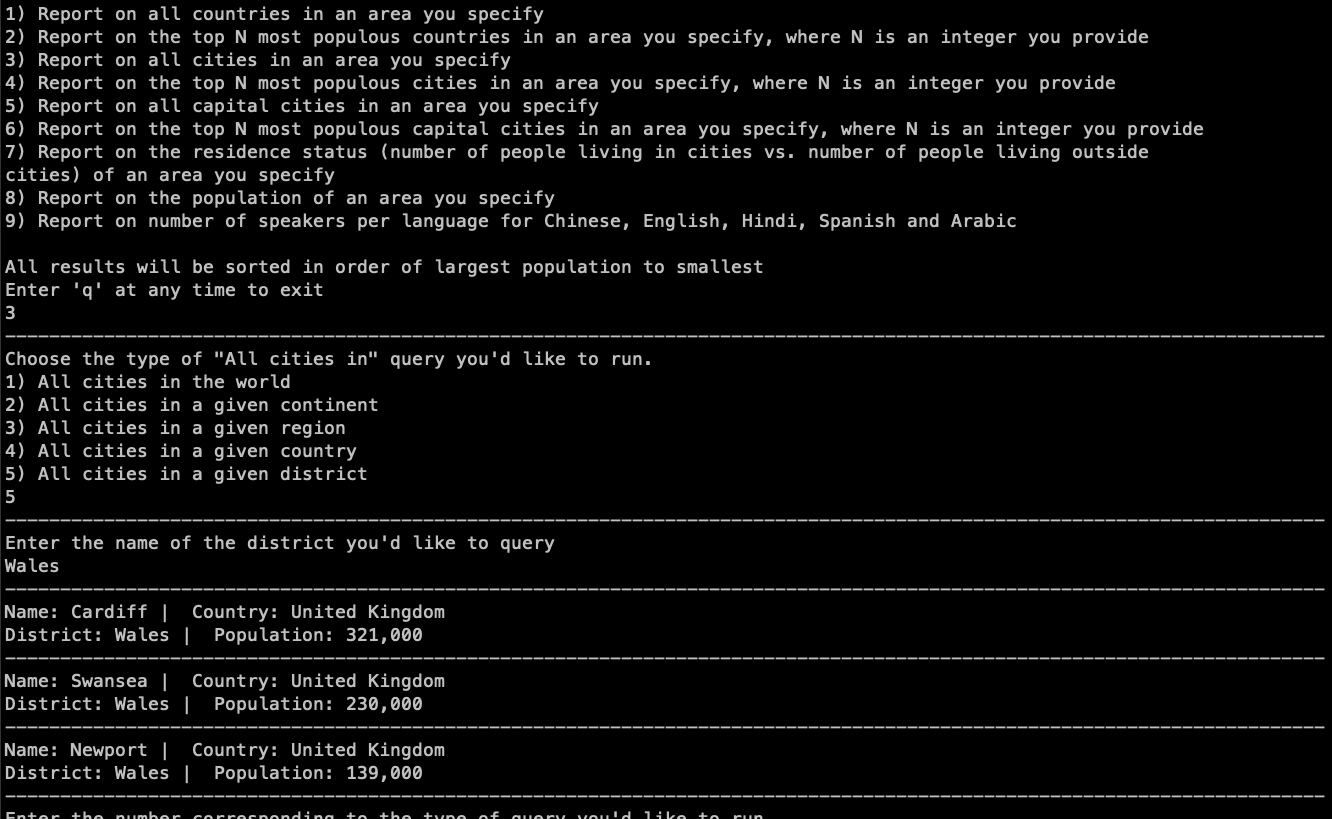 1) Report on all countries in an area you specify
2) Report on the top N most populous countries in an area you specify, where N is an integer you provide
3) Report on all cities in an area you specify
4) Report on the top N most populous cities in an area you specify, where N is an integer you provide
5) Report on all capital cities in an area you specify
6) Report on the top N most populous capital cities in an area you specify, where N is an integer you provide
7) Report on the residence status (number of people living in cities vs. number of people living outside
cities) of an area you specify
8) Report on the population of an area you specify
9) Report on number of speakers per language for Chinese, English, Hindi, Spanish and Arabic
All results will be sorted in order of largest population to smallest
Enter 'q' at any time to exit
3
Choose the type of "All cities in" query you'd like to run.
1) All cities in the world
2) All cities in a given continent
3) All cities in a given region
4) All cities in a given country
5) All cities in a given district
5
Enter the name of the district you'd like to query
Wales
Name: Cardiff |  Country: United Kingdom
District: Wales |  Population: 321,000
Name: Swansea |  Country: United Kingdom
District: Wales |  Population: 230,000
Name: Newport |  Country: United Kingdom
District: Wales |  Population: 139,000
Enter the number corresponding to the type of query you'd like to run